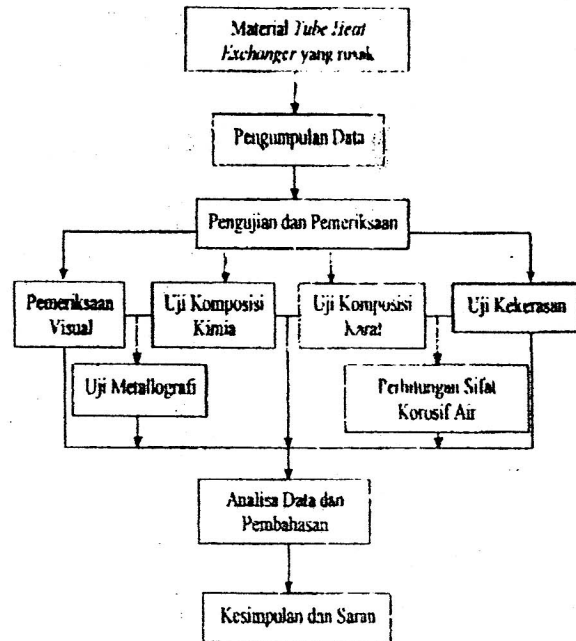 Material Tube Heat
Exchanger yang rusak
Pengumpulan Data
Pengujian dan Pemeriksaan
Pemeriksaan
Visual
Uji Komposisi
Kimia
Uji Komposisi
Karat
Uji Kekerasan
Uji Metallografi
Perhitungan Sifat
Korosif Air
Analisa Data dan
Pembahasan
Kesimpulan dan Saran